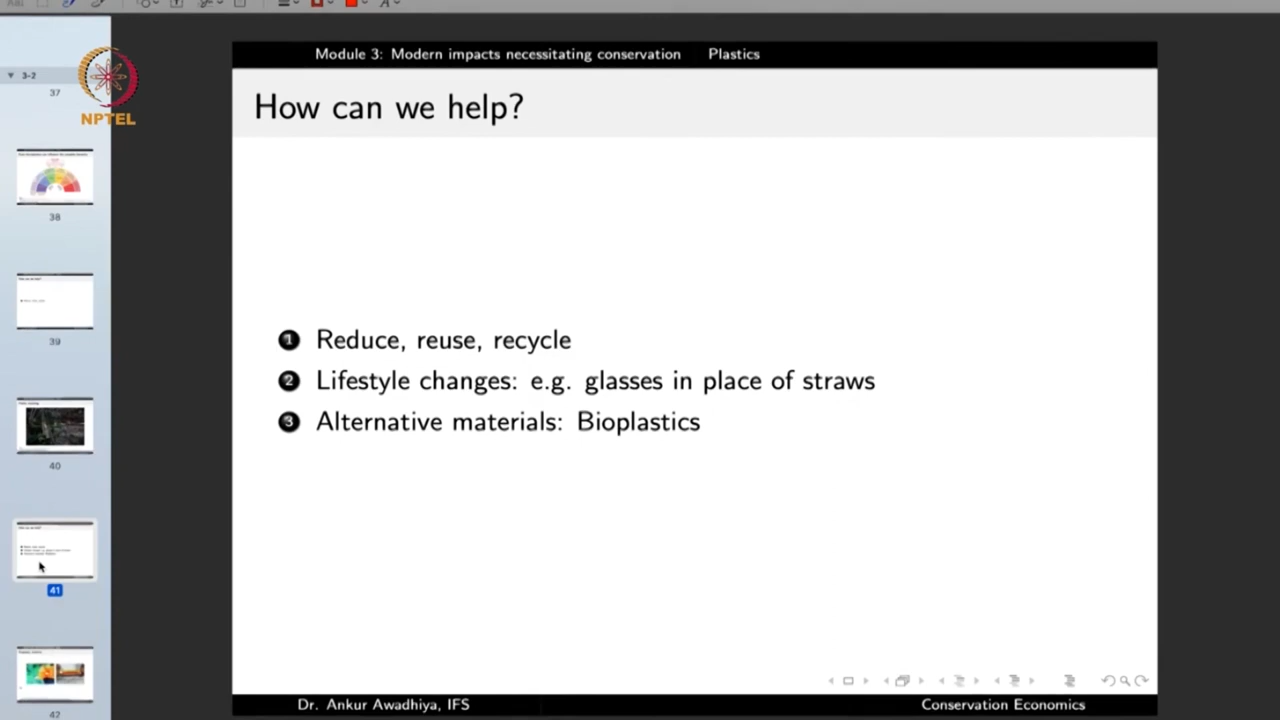 Module 3: Modern impacts necessitating conservation Plastics
How can we help?
1 Reduce, reuse, recycle
2 Lifestyle changes: e.g. glasses in place of straws
3 Alternative materials: Bioplastics
Dr. Ankur Awadhiya, IFS Conservation Economics
NPTEL
3-2
37
38
39
40
41
42